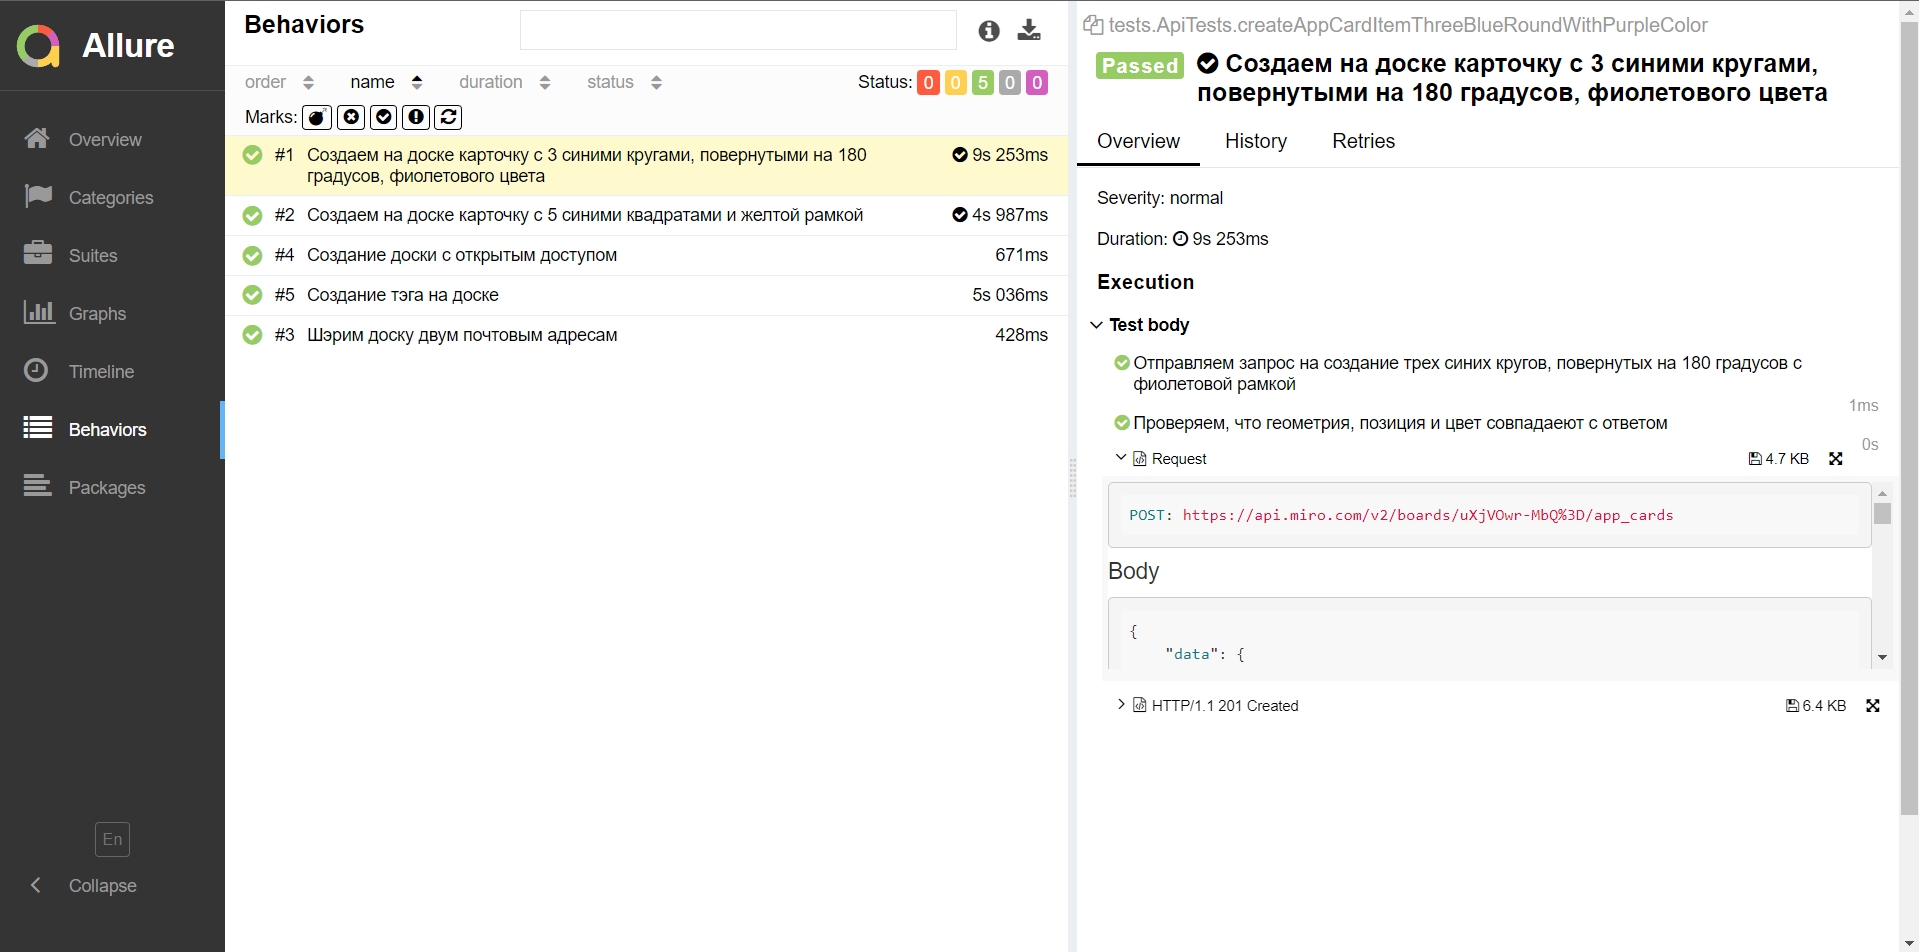 Allure
Overview
Categories
Suites
Graphs
Timeline
Behaviors
Packages
En
Collapse
Behaviors
order name duration status Status: 0 0 5 0 0
Marks:
#1 Создаем на доске карточку с 3 синими кругами, повернутыми на 180 9s 253ms
градусов, фиолетового цвета
#2 Создаем на доске карточку с 5 синими квадратами и желтой рамкой 4s 987ms
#4 Создание доски с открытым доступом 671ms
#5 Создание тэга на доске 5s 036ms
#3 Шэрим доску двум почтовым адресам 428ms
tests.ApiTests.createAppCardItemThreeBlueRoundWithPurpleColor
Passed Создаем на доске карточку с 3 синими кругами,
повернутыми на 180 градусов, фиолетового цвета
Overview History Retries
Severity: normal
Duration: 9s 253ms
Execution
Test body
Отправляем запрос на создание трех синих кругов, повернутых на 180 градусов с
фиолетовой рамкой
1ms
Проверяем, что геометрия, позиция и цвет совпадаеют с ответом
0s
Request 4.7 KB
POST: https://api.miro.com/v2/boards/uXjVOwr-MbQ%3D/app_cards
Body
{
"data": {
HTTP/1.1 201 Created 6.4 KB